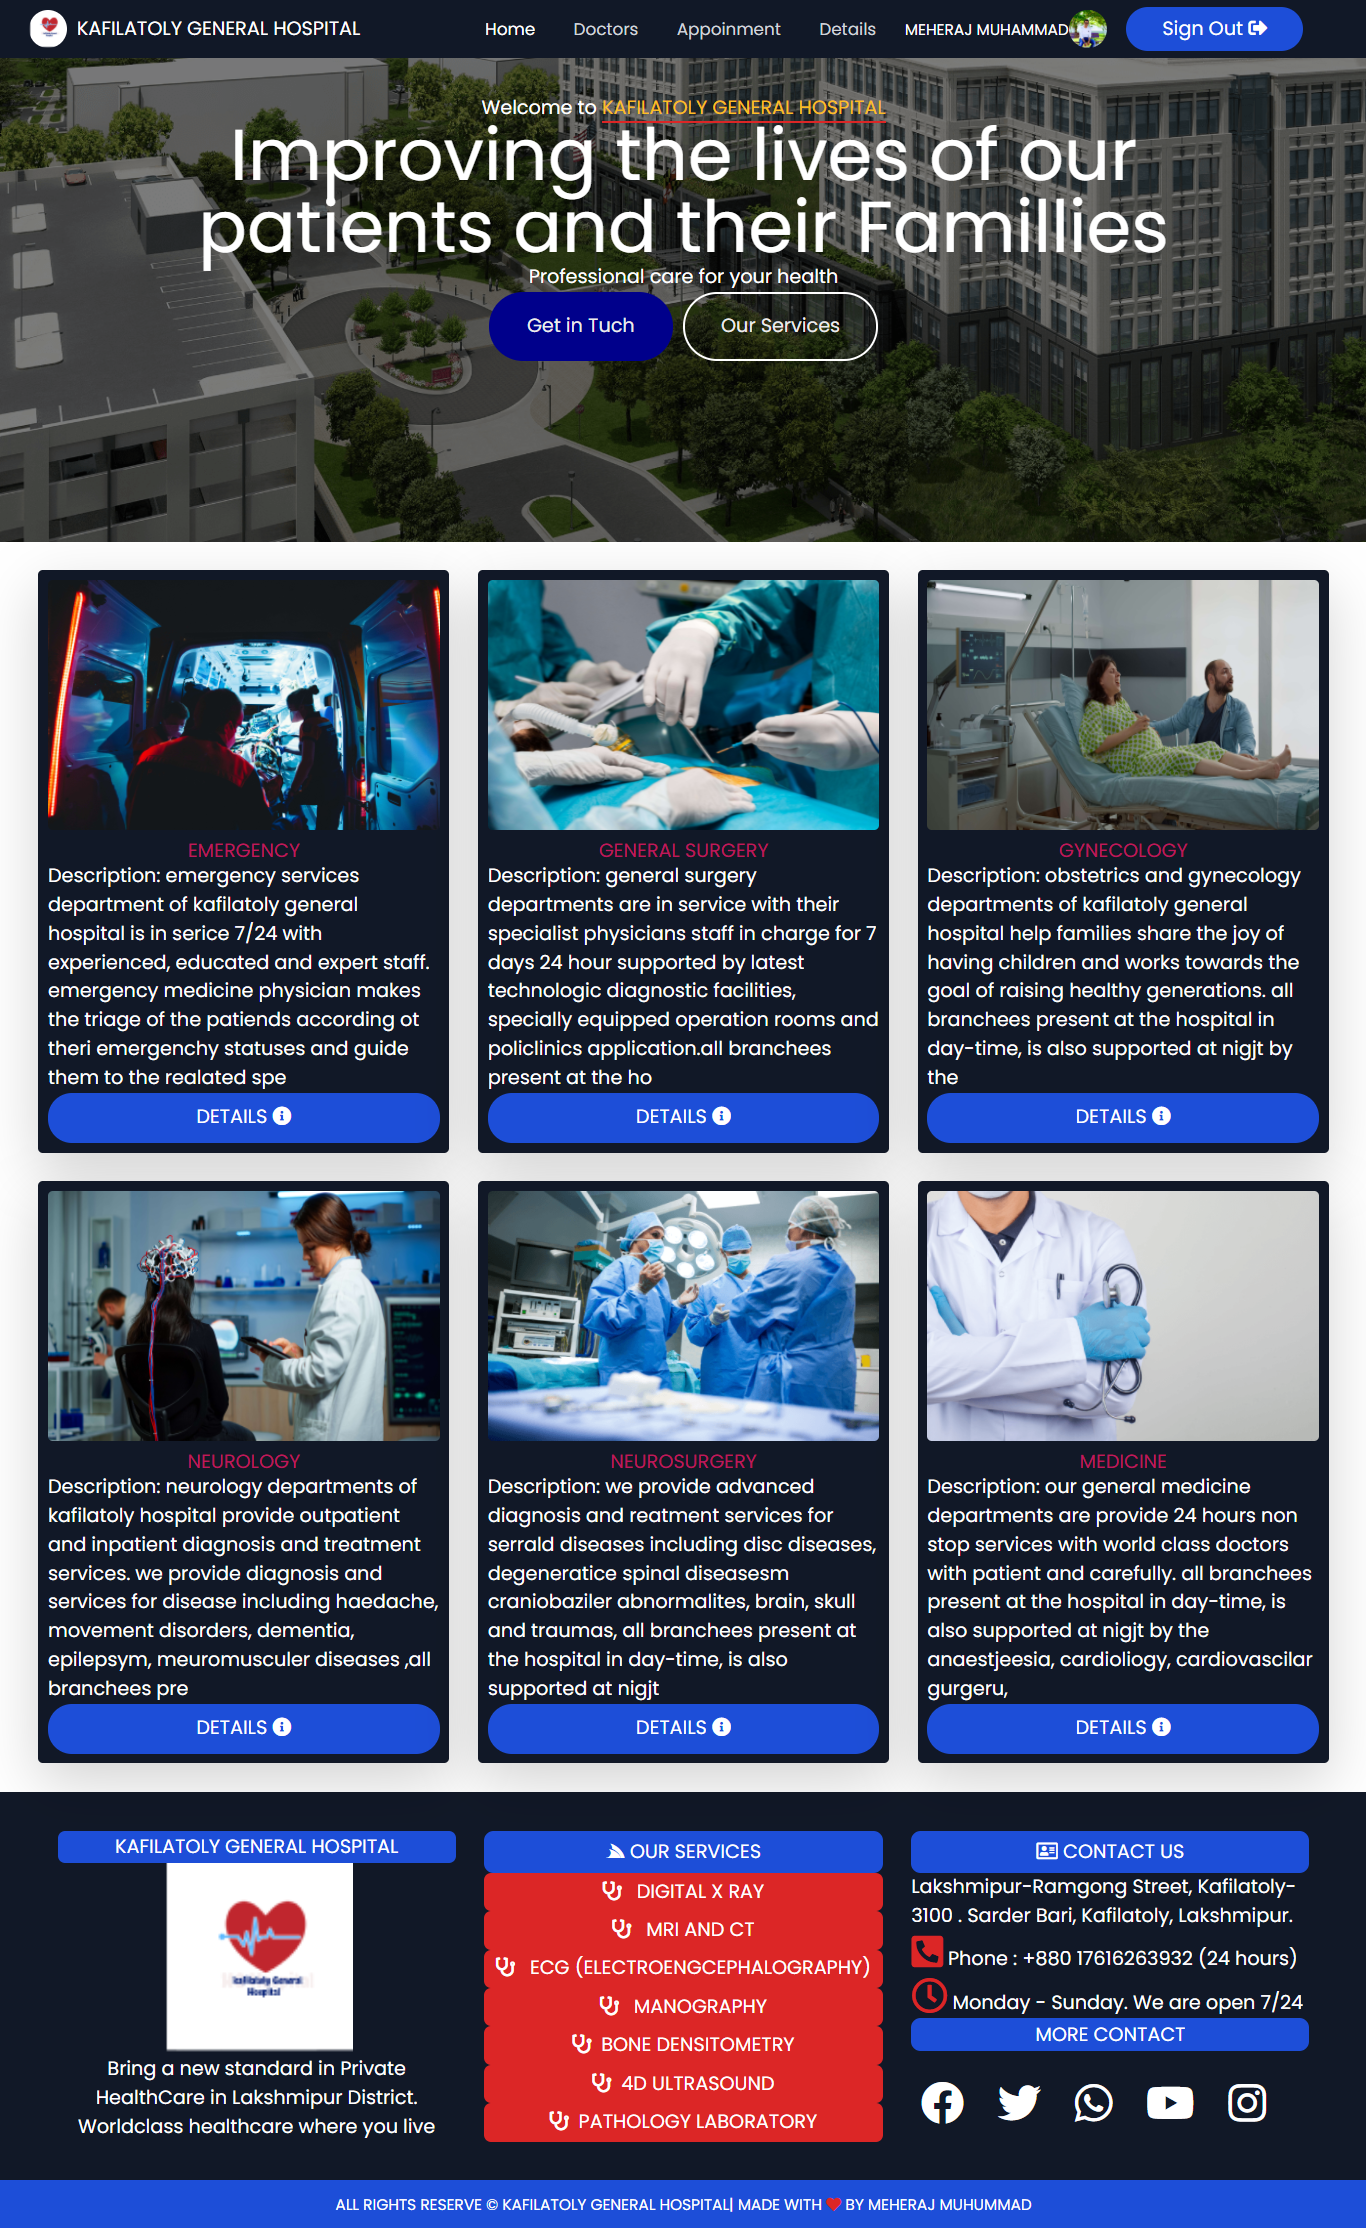 KAFILATOLY GENERAL HOSPITAL
Home
Doctors
Appoinment
Details
MEHERAJ MUHAMMAD
Sign Out
Welcome to KAFILATOLY GENERAL HOSPITAL
Improving the lives of our
patients and their Famillies
Professional care for your health
Get in Tuch
Our Services
EMERGENCY
Description: emergency services
department of kafilatoly general
hospital is in serice 7/24 with
experienced, educated and expert staff.
emergency medicine physician makes
the triage of the patiends according ot
theri emergenchy statuses and guide
them to the realated spe
DETAILS
GENERAL SURGERY
Description: general surgery
departments are in service with their
specialist physicians staff in charge for 7
days 24 hour supported by latest
technologic diagnostic facilities,
specially equipped operation rooms and
policlinics application.all branchees
present at the ho
DETAILS
GYNECOLOGY
Description: obstetrics and gynecology
departments of kafilatoly general
hospital help families share the joy of
having children and works towards the
goal of raising healthy generations. all
branchees present at the hospital in
day-time, is also supported at nigjt by
the
DETAILS
NEUROLOGY
Description: neurology departments of
kafilatoly hospital provide outpatient
and inpatient diagnosis and treatment
services. we provide diagnosis and
services for disease including haedache,
movement disorders, dementia,
epilepsym, meuromusculer diseases ,all
branchees pre
DETAILS
NEUROSURGERY
Description: we provide advanced
diagnosis and reatment services for
serrald diseases including disc diseases,
degeneratice spinal diseasesm
craniobaziler abnormalites, brain, skull
and traumas, all branchees present at
the hospital in day-time, is also
supported at nigjt
DETAILS
MEDICINE
Description: our general medicine
departments are provide 24 hours non
stop services with world class doctors
with patient and carefully. all branchees
present at the hospital in day-time, is
also supported at nigjt by the
anaestjeesia, cardioliogy, cardiovascilar
gurgeru,
DETAILS
KAFILATOLY GENERAL HOSPITAL
Kafilatoly General
Hospital
Bring a new standard in Private
HealthCare in Lakshmipur District.
Worldclass healthcare where you live
OUR SERVICES
DIGITAL X RAY
MRI AND CT
ECG (ELECTROENGCEPHALOGRAPHY)
MANOGRAPHY
BONE DENSITOMETRY
4D ULTRASOUND
PATHOLOGY LABORATORY
CONTACT US
Lakshmipur-Ramgong Street, Kafilatoly-
3100 . Sarder Bari, Kafilatoly, Lakshmipur.
Phone : +880 17616263932 (24 hours)
Monday - Sunday. We are open 7/24
MORE CONTACT
ALL RIGHTS RESERVE © KAFILATOLY GENERAL HOSPITAL| MADE WITH ❤ BY MEHERAJ MUHUMMAD